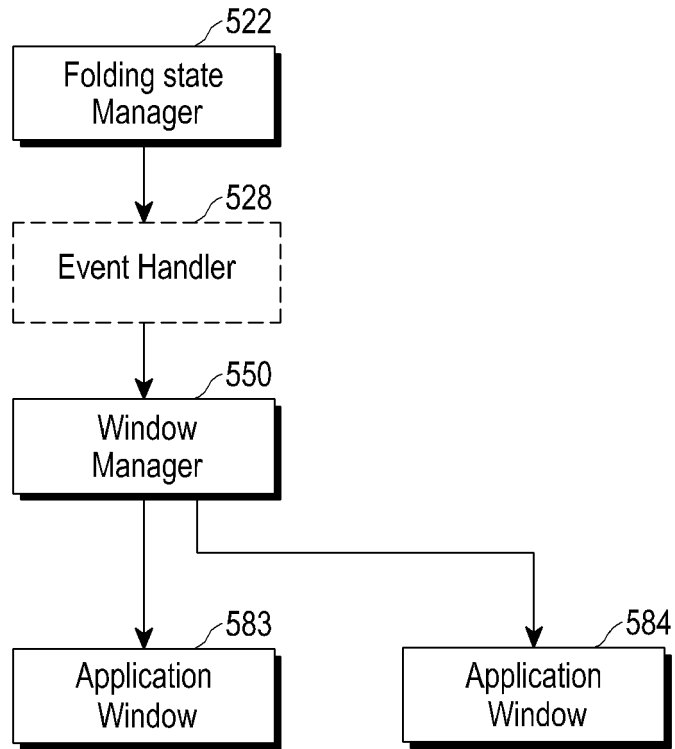 522
Folding state
Manager
528
Event Handler
550
Window
Manager
583
Application
Window
584
Application
Window